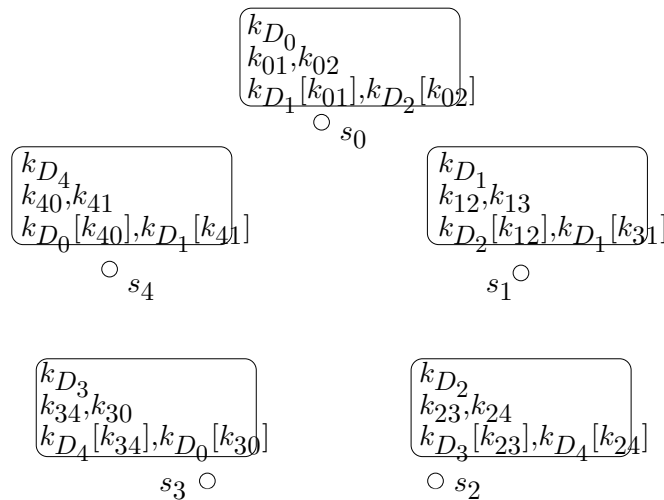 k_{D_0}
k_{01},k_{02}
k_{D_1}[k_{01}],k_{D_2}[k_{02}]
s_0
k_{D_4}
k_{40},k_{41}
k_{D_0}[k_{40}],k_{D_1}[k_{41}]
s_4
k_{D_1}
k_{12},k_{13}
k_{D_2}[k_{12}],k_{D_1}[k_{31}]
s_1
k_{D_3}
k_{34},k_{30}
k_{D_4}[k_{34}],k_{D_0}[k_{30}]
s_3
k_{D_2}
k_{23},k_{24}
k_{D_3}[k_{23}],k_{D_4}[k_{24}]
s_2